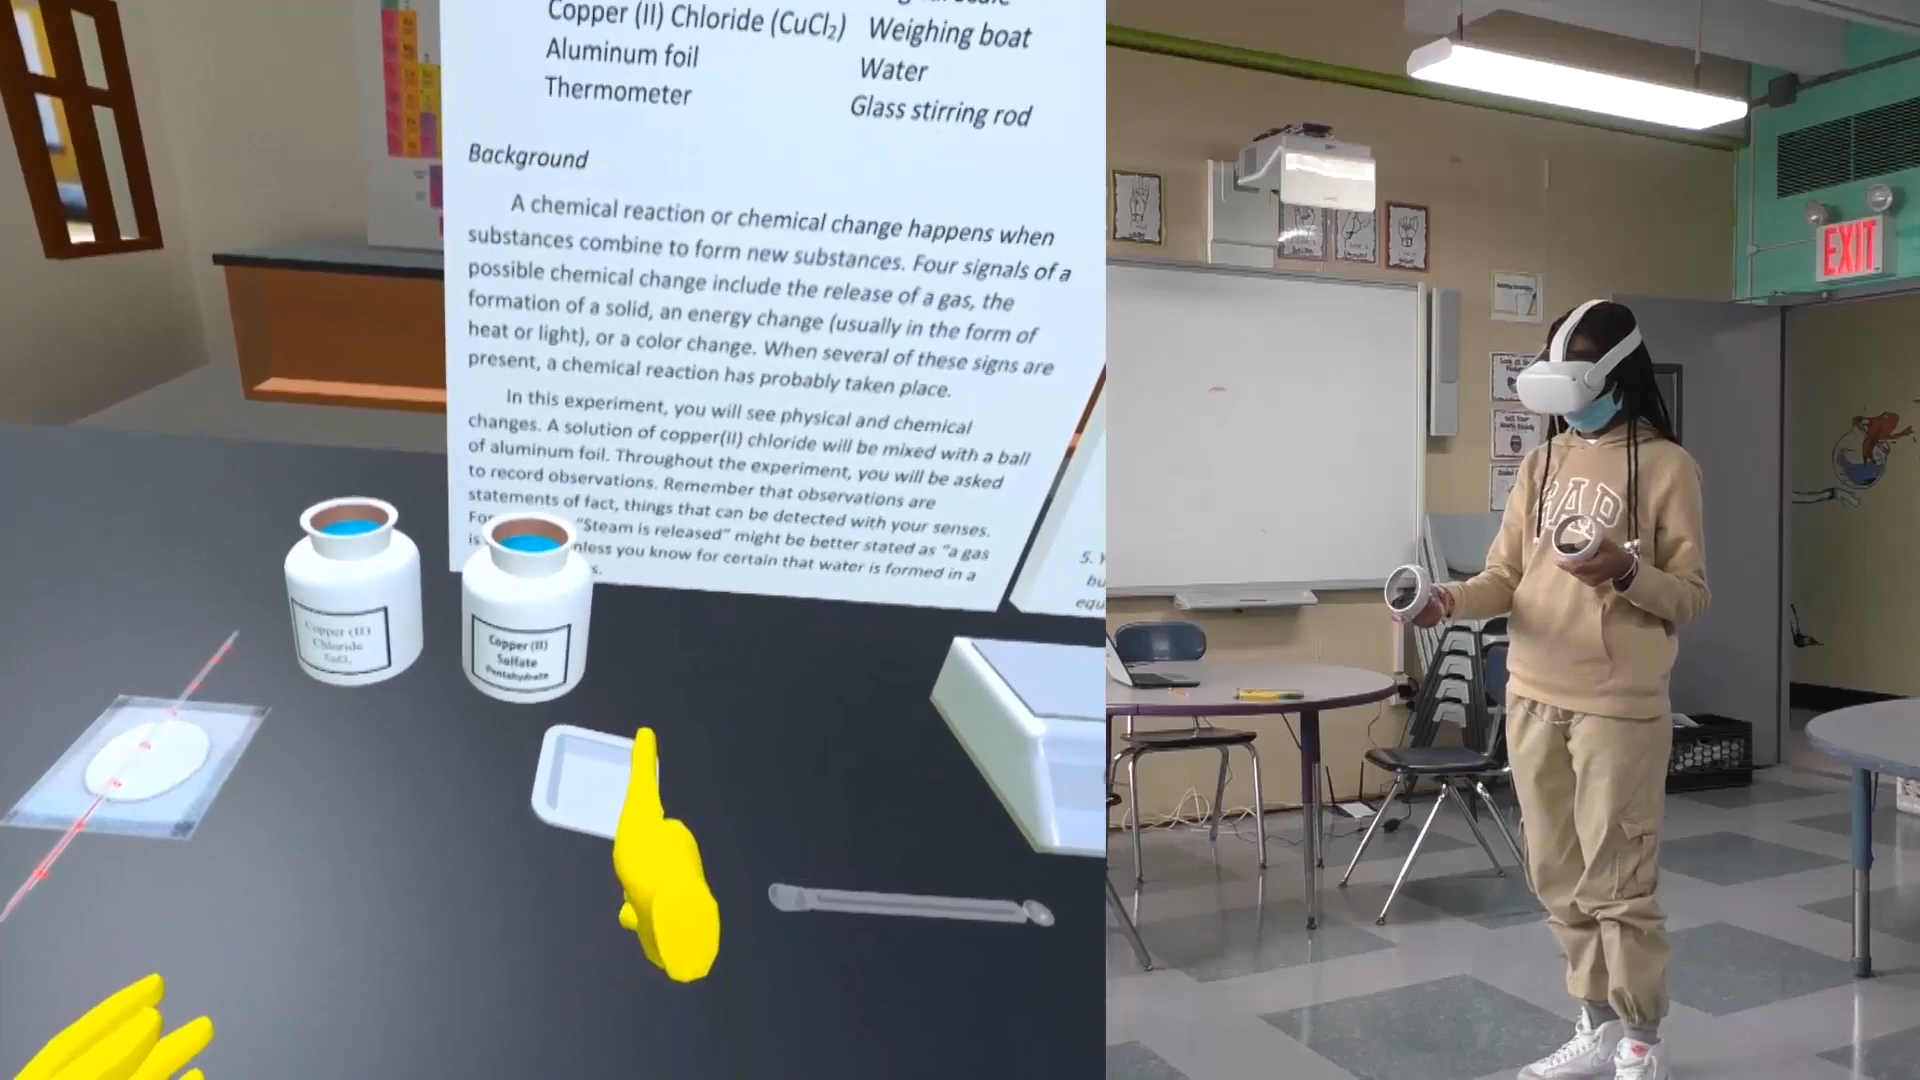 Copper (II) Chloride (CuCl₂) Weighing boat
Aluminum foil Water
Thermometer Glass stirring rod
Background
A chemical reaction or chemical change happens when
substances combine to form new substances. Four signals of a
possible chemical change include the release of a gas, the
formation of a solid, an energy change (usually in the form of
heat or light), or a color change. When several of these signs are
present, a chemical reaction has probably taken place.
In this experiment, you will see physical and chemical
changes. A solution of copper(II) chloride will be mixed with a ball
of aluminum foil. Throughout the experiment, you will be asked
to record observations. Remember that observations are
statements of fact, things that can be detected with your senses.
"Steam is released" might be better stated as "a gas
is unless you know for certain that water is formed in a
5.
bu
equ
Copper (II)
Chloride
CuCl₂
Copper (II)
Sulfate
Pentahydrate
EXIT
GAP